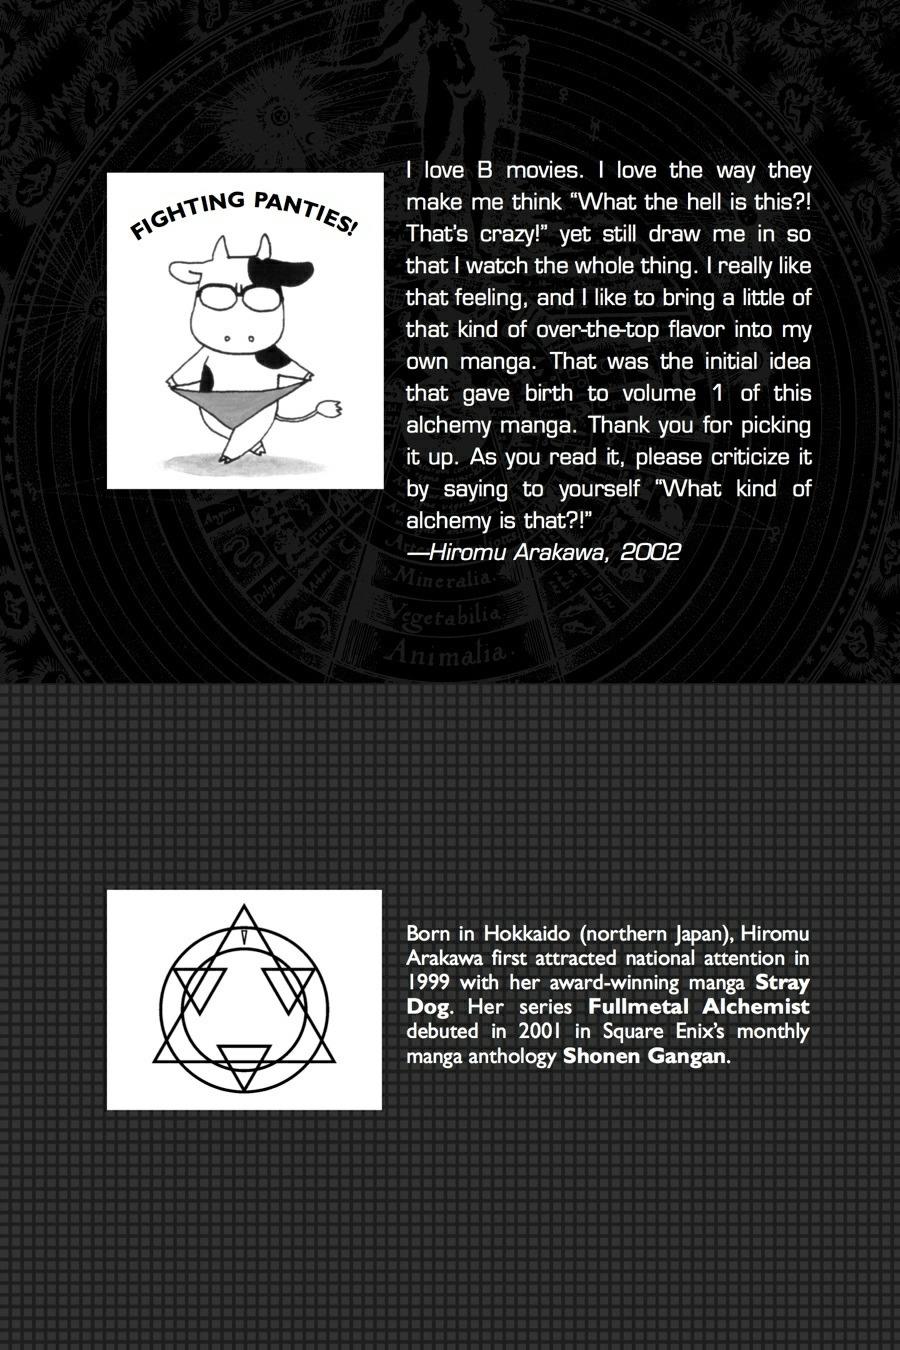 FIGHTING PANTIES!
I love B movies. I love the way they
make me think “What the hell is this?!
That’s crazy!” yet still draw me in so
that I watch the whole thing. I really like
that feeling, and I like to bring a little of
that kind of over-the-top flavor into my
own manga. That was the initial idea
that gave birth to volume 1 of this
alchemy manga. Thank you for picking
it up. As you read it, please criticize it
by saying to yourself “What kind of
alchemy is that?!”
—Hiromu Arakawa, 2002
Mineralia.
Vegetabilia
Animalia.
Born in Hokkaido (northern Japan), Hiromu
Arakawa first attracted national attention in
1999 with her award-winning manga Stray
Dog. Her series Fullmetal Alchemist
debuted in 2001 in Square Enix’s monthly
manga anthology Shonen Gangan.